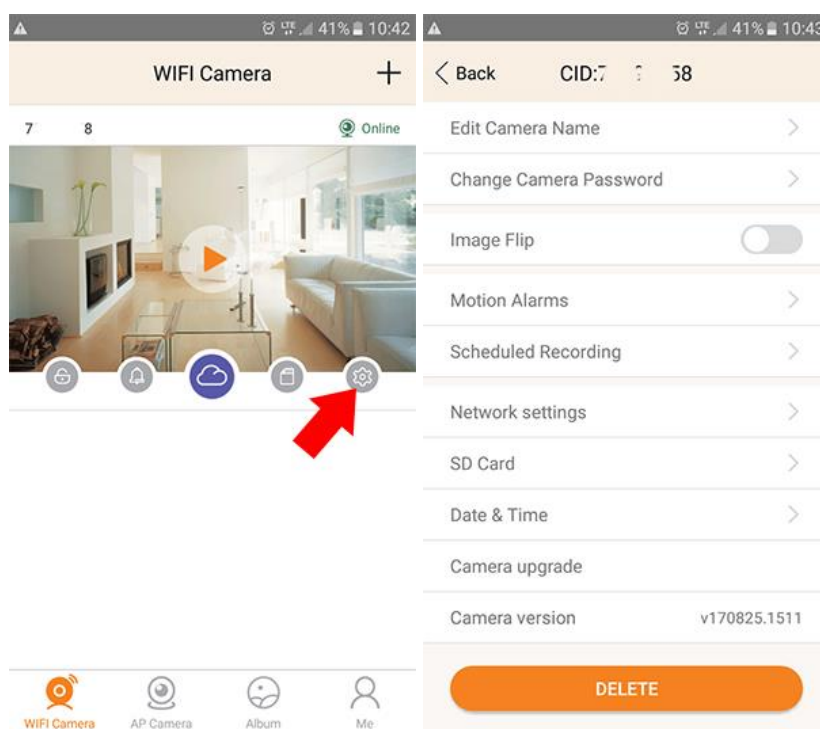 LTE 41% 10:42
WIFI Camera +
7 8 Online
WIFI Camera AP Camera Album Me
LTE 41% 10:43
< Back CID:7 58
Edit Camera Name >
Change Camera Password >
Image Flip
Motion Alarms >
Scheduled Recording >
Network settings >
SD Card >
Date & Time >
Camera upgrade
Camera version v170825.1511
DELETE